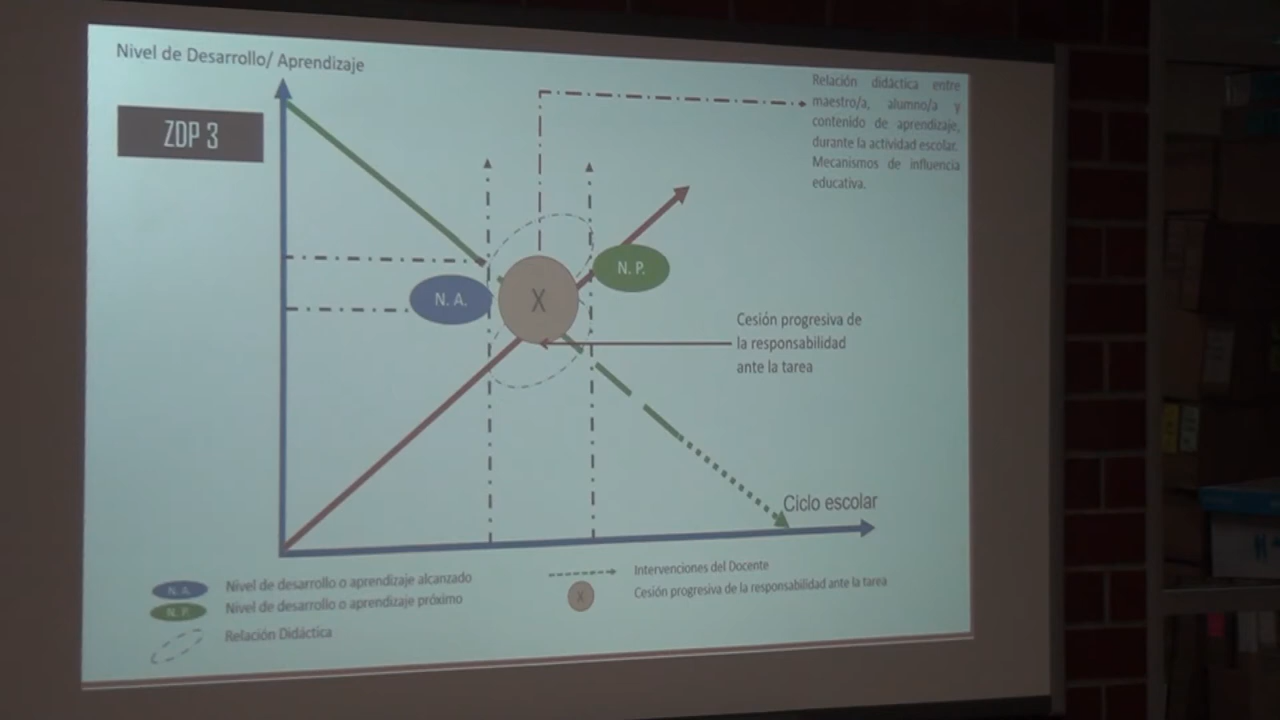 Nivel de Desarrollo/ Aprendizaje
ZDP 3
Relación didáctica entre
maestro/a, alumno/a y
contenido de aprendizaje,
durante la actividad escolar.
Mecanismos de influencia
educativa.
N. P.
N. A.
X
Cesión progresiva de
la responsabilidad
ante la tarea
Ciclo escolar
N. A.
Nivel de desarrollo o aprendizaje alcanzado
N. P.
Nivel de desarrollo o aprendizaje próximo
Relación Didáctica
Intervenciones del Docente
X
Cesión progresiva de la responsabilidad ante la tarea